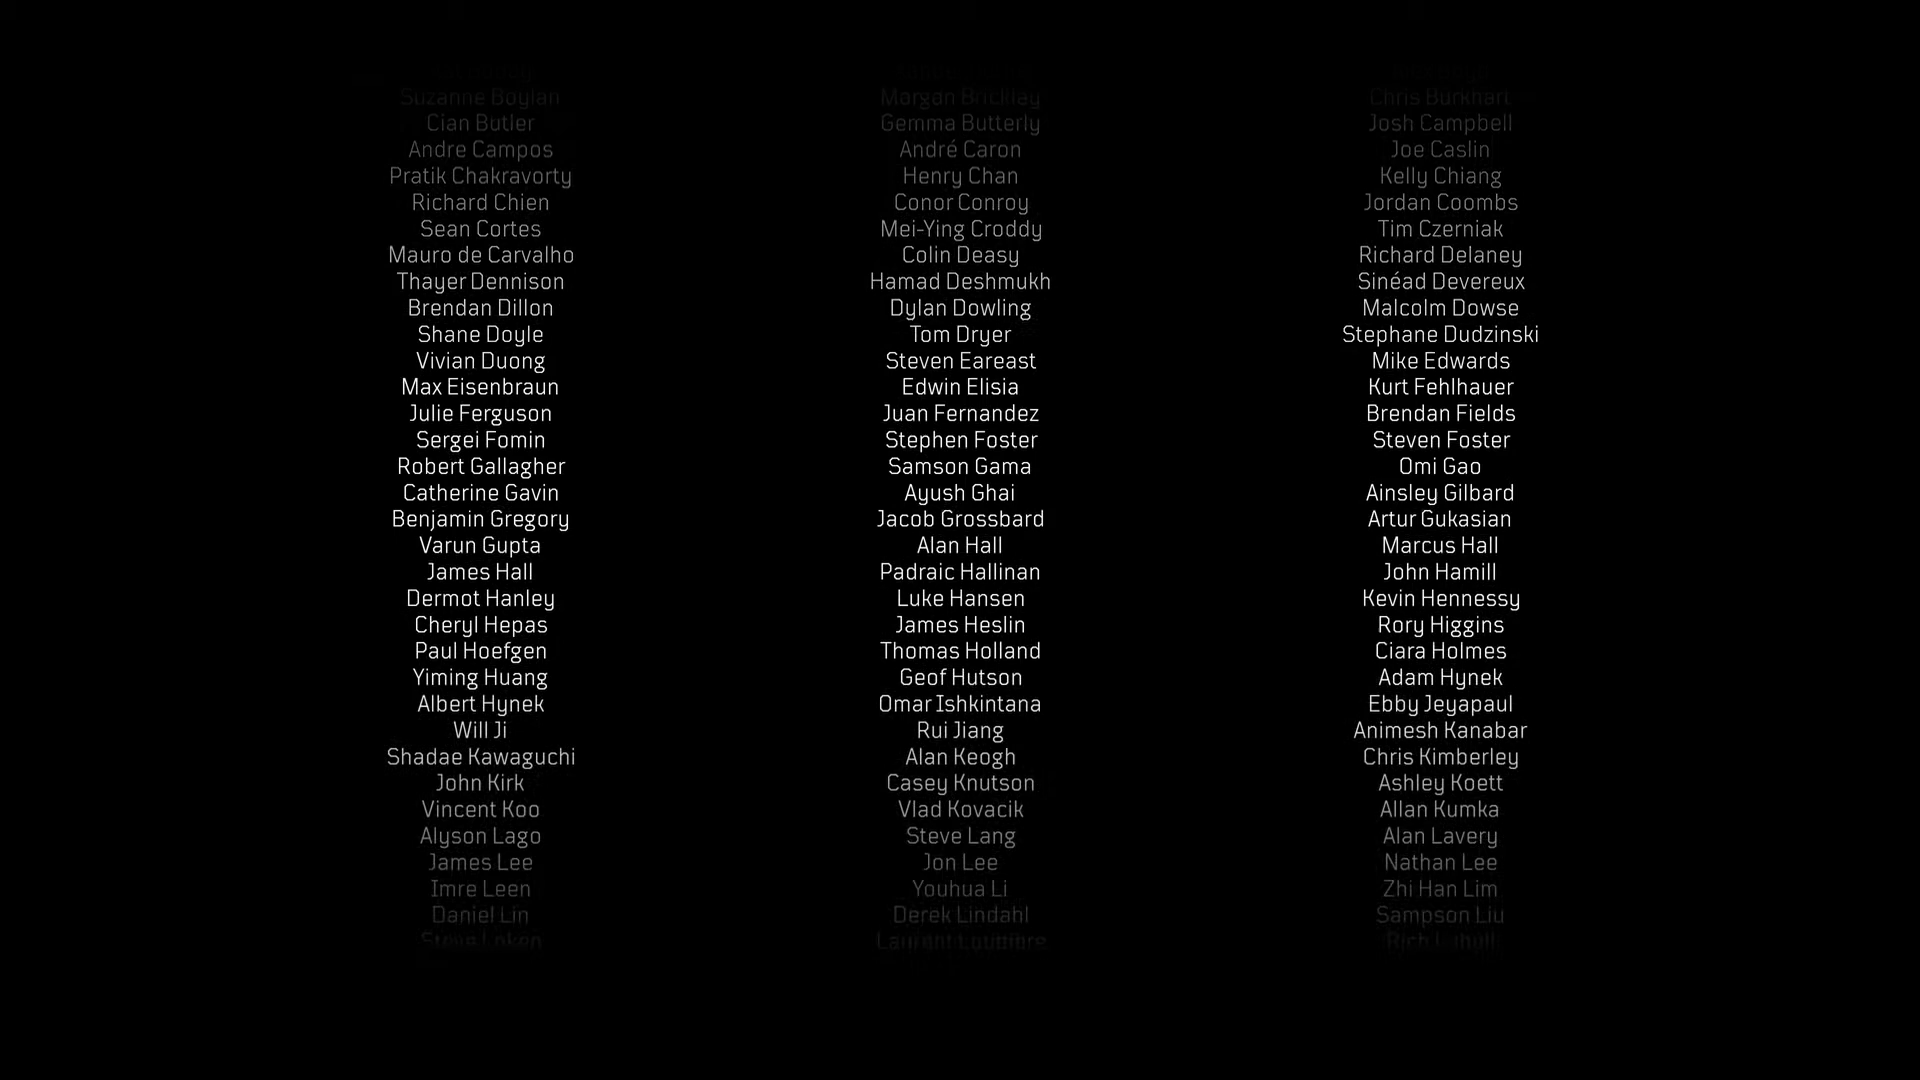 Suzanne Boylan Morgan Brickley Chris Burkhart
Cian Butler Gemma Butterly Josh Campbell
Andre Campos André Caron Joe Caslin
Pratik Chakravorty Henry Chan Kelly Chiang
Richard Chien Conor Conroy Jordan Coombs
Sean Cortes Mei-Ying Croddy Tim Czerniak
Mauro de Carvalho Colin Deasy Richard Delaney
Thayer Dennison Hamad Deshmukh Sinéad Devereux
Brendan Dillon Dylan Dowling Malcolm Dowse
Shane Doyle Tom Dryer Stephane Dudzinski
Vivian Duong Steven Eareast Mike Edwards
Max Eisenbraun Edwin Elisia Kurt Fehlhauer
Julie Ferguson Juan Fernandez Brendan Fields
Sergei Fomin Stephen Foster Steven Foster
Robert Gallagher Samson Gama Omi Gao
Catherine Gavin Ayush Ghai Ainsley Gilbard
Benjamin Gregory Jacob Grossbard Artur Gukasian
Varun Gupta Alan Hall Marcus Hall
James Hall Padraic Hallinan John Hamill
Dermot Hanley Luke Hansen Kevin Hennessy
Cheryl Hepas James Heslin Rory Higgins
Paul Hoefgen Thomas Holland Ciara Holmes
Yiming Huang Geof Hutson Adam Hynek
Albert Hynek Omar Ishkintana Ebby Jeyapaul
Will Ji Rui Jiang Animesh Kanabar
Shadae Kawaguchi Alan Keogh Chris Kimberley
John Kirk Casey Knutson Ashley Koett
Vincent Koo Vlad Kovacik Allan Kumka
Alyson Lago Steve Lang Alan Lavery
James Lee Jon Lee Nathan Lee
Imre Leen Youhua Li Zhi Han Lim
Daniel Lin Derek Lindahl Sampson Liu